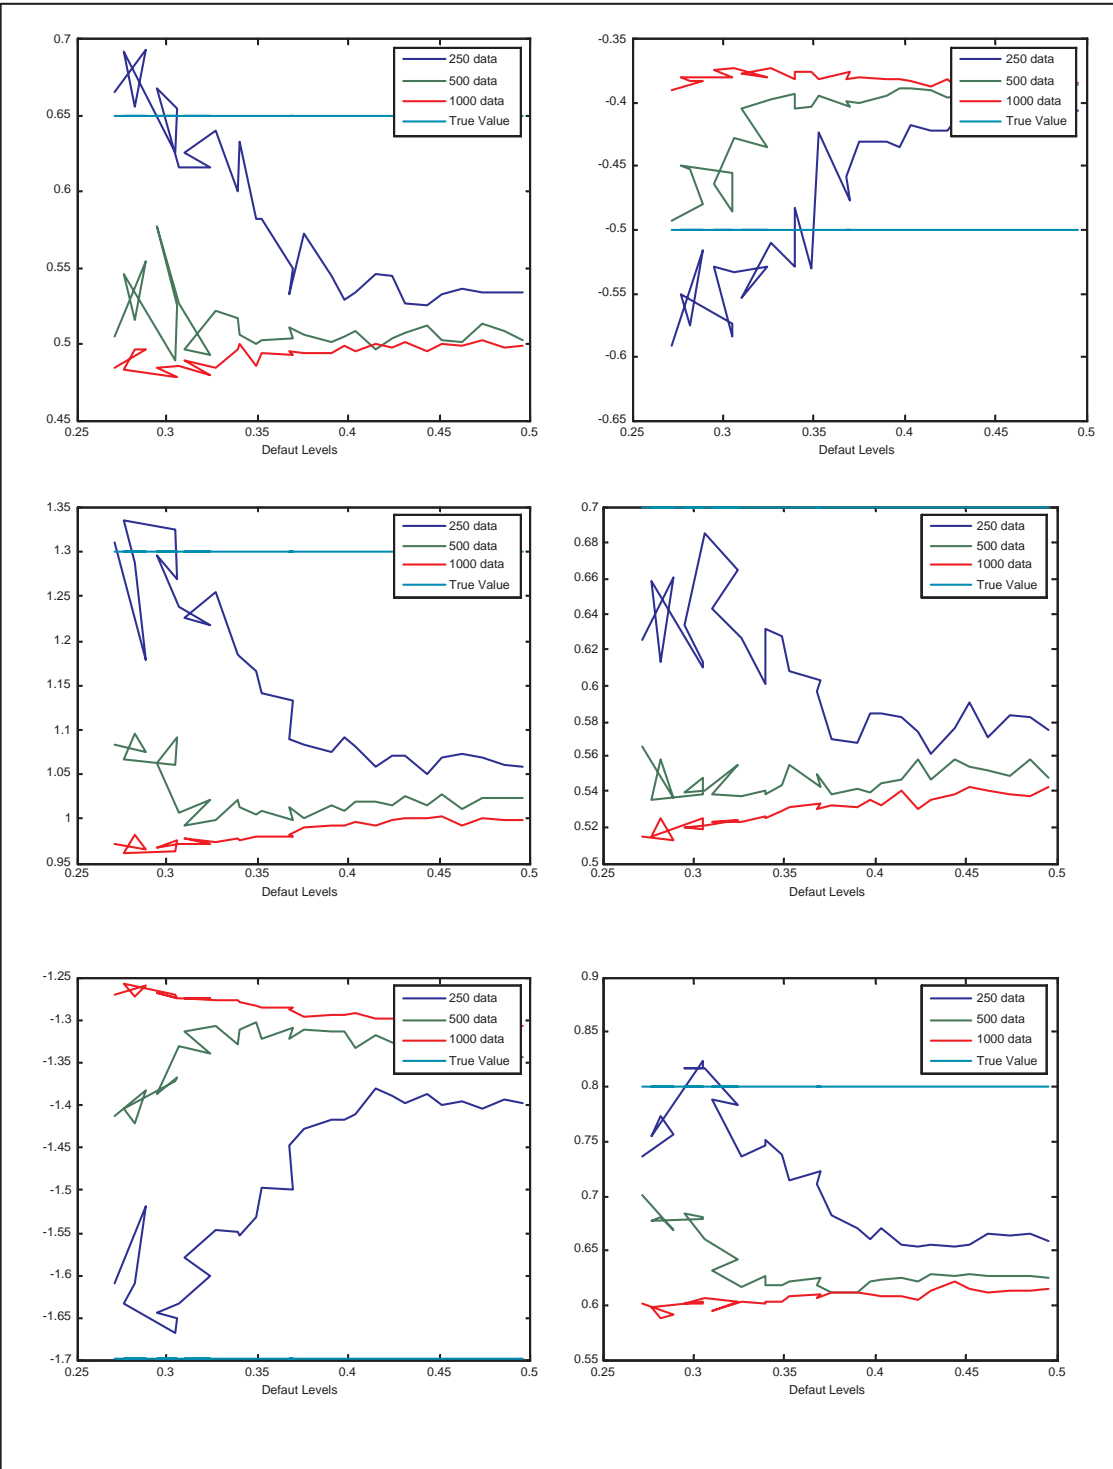 0.7
0.65
0.6
0.55
0.5
0.45
0.25
0.3
0.35
0.4
0.45
0.5
Defaut Levels
250 data
500 data
1000 data
True Value
-0.35
-0.4
-0.45
-0.5
-0.55
-0.6
-0.65
0.25
0.3
0.35
0.4
0.45
0.5
Defaut Levels
250 data
500 data
1000 data
True Value
1.35
1.3
1.25
1.2
1.15
1.1
1.05
1
0.95
0.25
0.3
0.35
0.4
0.45
0.5
Defaut Levels
250 data
500 data
1000 data
True Value
0.7
0.68
0.66
0.64
0.62
0.6
0.58
0.56
0.54
0.52
0.5
0.25
0.3
0.35
0.4
0.45
0.5
Defaut Levels
250 data
500 data
1000 data
True Value
-1.25
-1.3
-1.35
-1.4
-1.45
-1.5
-1.55
-1.6
-1.65
-1.7
0.25
0.3
0.35
0.4
0.45
0.5
Defaut Levels
250 data
500 data
1000 data
True Value
0.9
0.85
0.8
0.75
0.7
0.65
0.6
0.55
0.25
0.3
0.35
0.4
0.45
0.5
Defaut Levels
250 data
500 data
1000 data
True Value